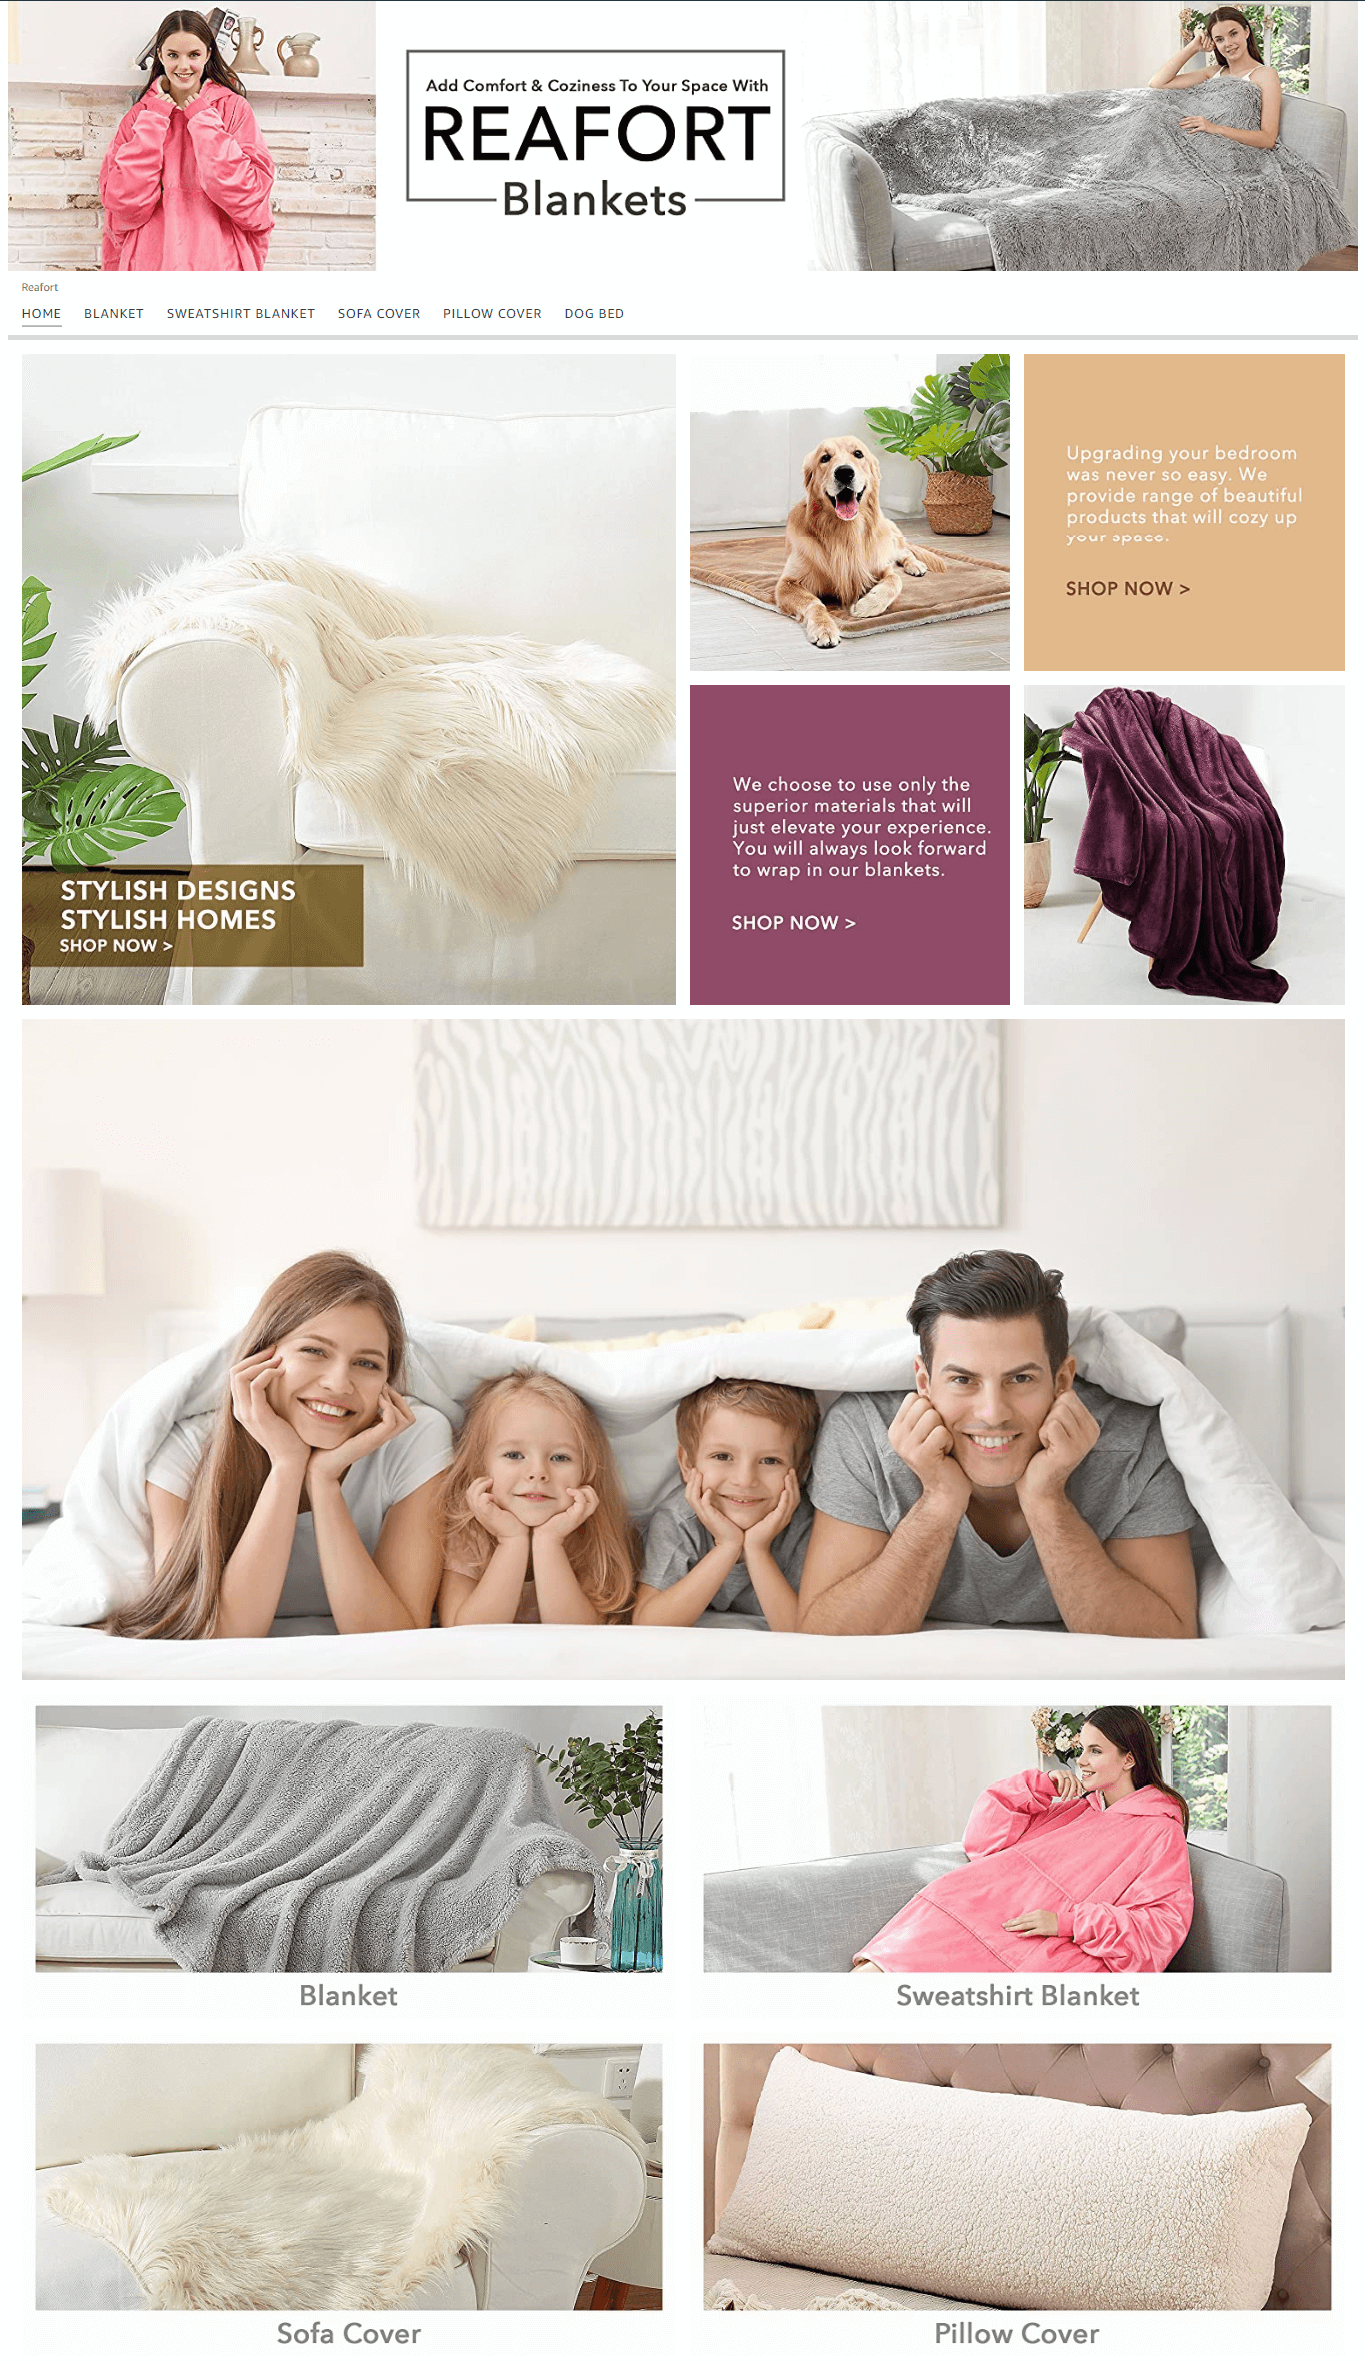 Add Comfort & Coziness To Your Space With
REAFORT
Blankets
Reafort
HOME BLANKET SWEATSHIRT BLANKET SOFA COVER PILLOW COVER DOG BED
Upgrading your bedroom
was never so easy. We
provide range of beautiful
products that will cozy up
your space.
SHOP NOW >
STYLISH DESIGNS
STYLISH HOMES
SHOP NOW >
We choose to use only the
superior materials that will
just elevate your experience.
You will always look forward
to wrap in our blankets.
SHOP NOW >
Blanket
Sweatshirt Blanket
Sofa Cover
Pillow Cover